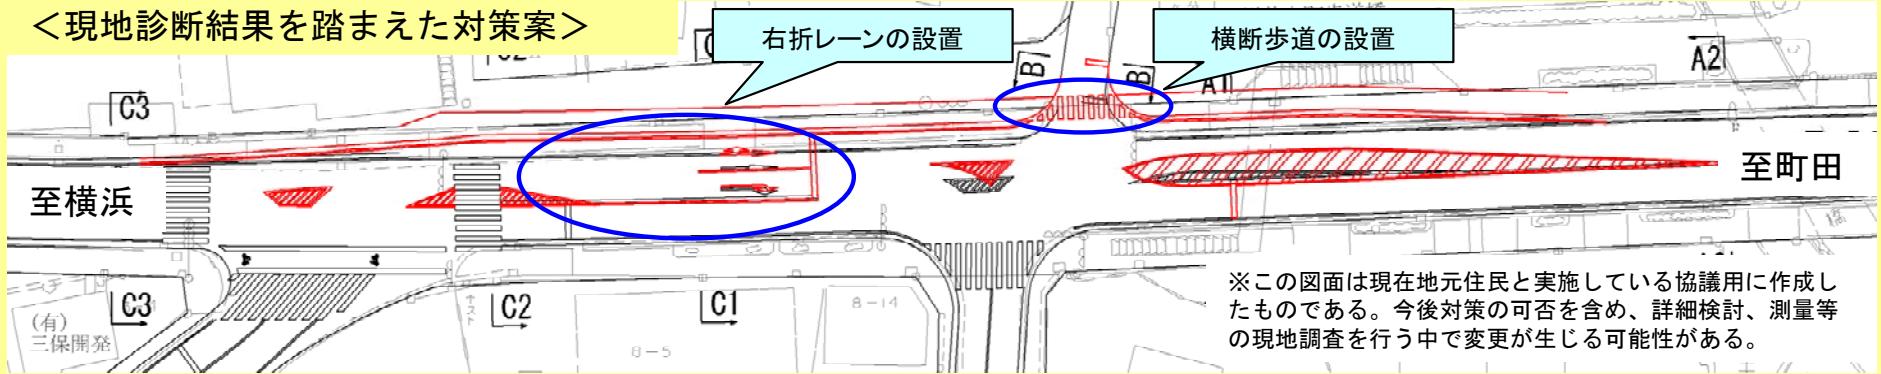 ＜現地診断結果を踏まえた対策案＞
右折レーンの設置
横断歩道の設置
C3
B
B
A1
A2
至横浜
至町田
C3
(有)
三保開発
C2
C1
8-14
8-5
※この図面は現在地元住民と実施している協議用に作成し
たものである。今後対策の可否を含め、詳細検討、測量等
の現地調査を行う中で変更が生じる可能性がある。